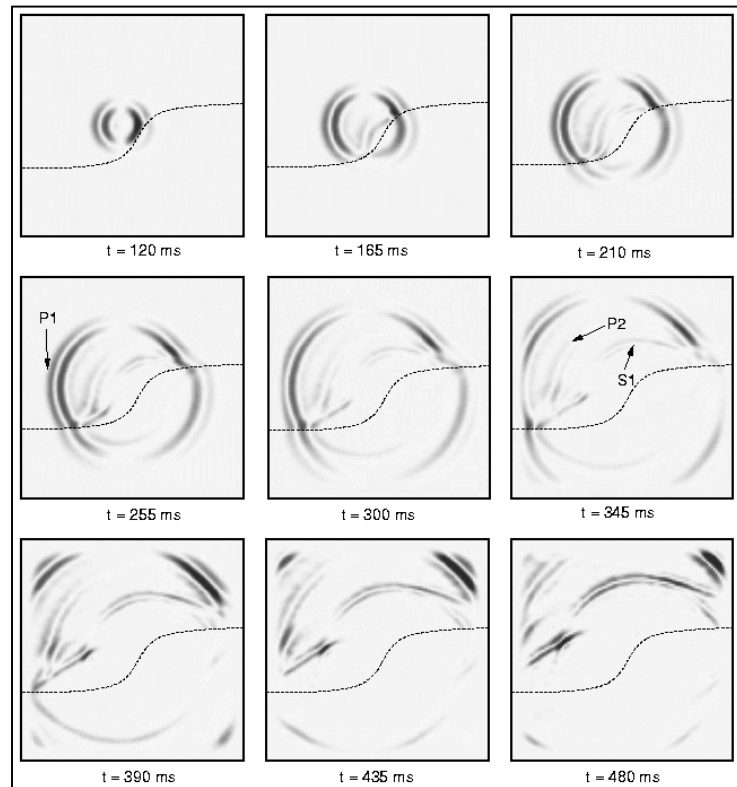 t = 120 ms
t = 165 ms
t = 210 ms
P1
t = 255 ms
t = 300 ms
P2
S1
t = 345 ms
t = 390 ms
t = 435 ms
t = 480 ms